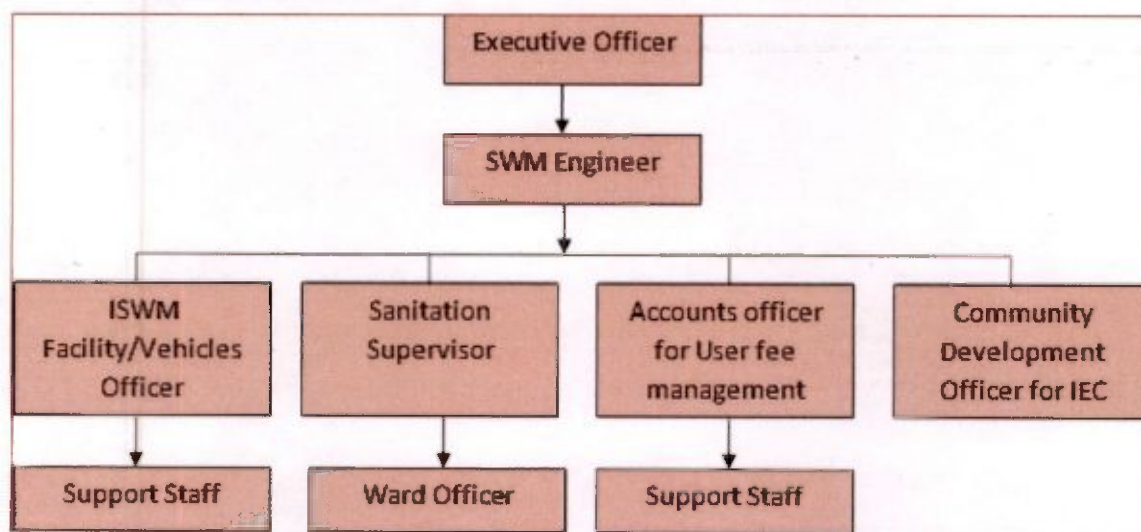 Executive Officer
SWM Engineer
ISWM
Facility/Vehicles
Officer
Sanitation
Supervisor
Accounts officer
for User fee
management
Community
Development
Officer for IEC
Support Staff
Ward Officer
Support Staff